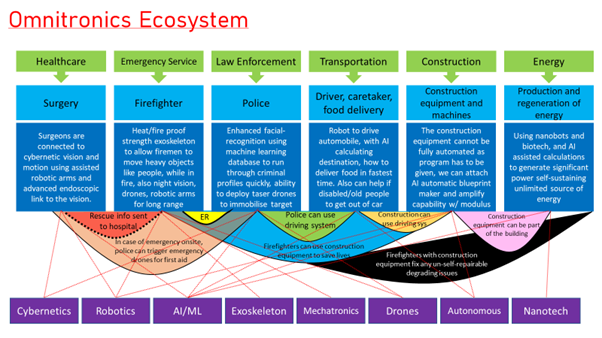 Omnitronics Ecosystem
Healthcare
Emergency Service
Law Enforcement
Transportation
Construction
Energy
Surgery
Firefighter
Police
Driver, caretaker,
food delivery
Construction
equipment and
machines
Production and
regeneration of
energy
Surgeons are
connected to
cybernetic vision and
motion using assisted
robotic arms and
advanced endoscopic
link to the vision.
Heat/fire proof
strength exoskeleton
to allow firemen to
move heavy objects
like people, while in
fire, also night vision,
drones, robotic arms
for long range
Enhanced facial-
recognition using
machine learning
database to run
through criminal
profiles quickly, ability
to deploy taser drones
to immobilise target
Robot to drive
automobile, with AI
calculating
destination, how to
deliver food in fastest
time. Also can help if
disabled/old people
to get out of car
The construction
equipment cannot be
fully automated as
program has to be
given, we can attach
AI automatic blueprint
maker and amplify
capability w/ modulus
Using nanobots and
biotech, and AI
assisted calculations
to generate significant
power self-sustaining
unlimited source of
energy
Rescue info sent
to hospital
ER
Police can use
driving system
Construction can
use driving sys
Construction
equipment can be part
of the building
In case of emergency onsite,
police can trigger emergency
drones for first aid
Firefighters can use construction
equipment to save lives
Firefighters with construction
equipment fix any un-self-repairable
degrading issues
Cybernetics
Robotics
AI/ML
Exoskeleton
Mechatronics
Drones
Autonomous
Nanotech